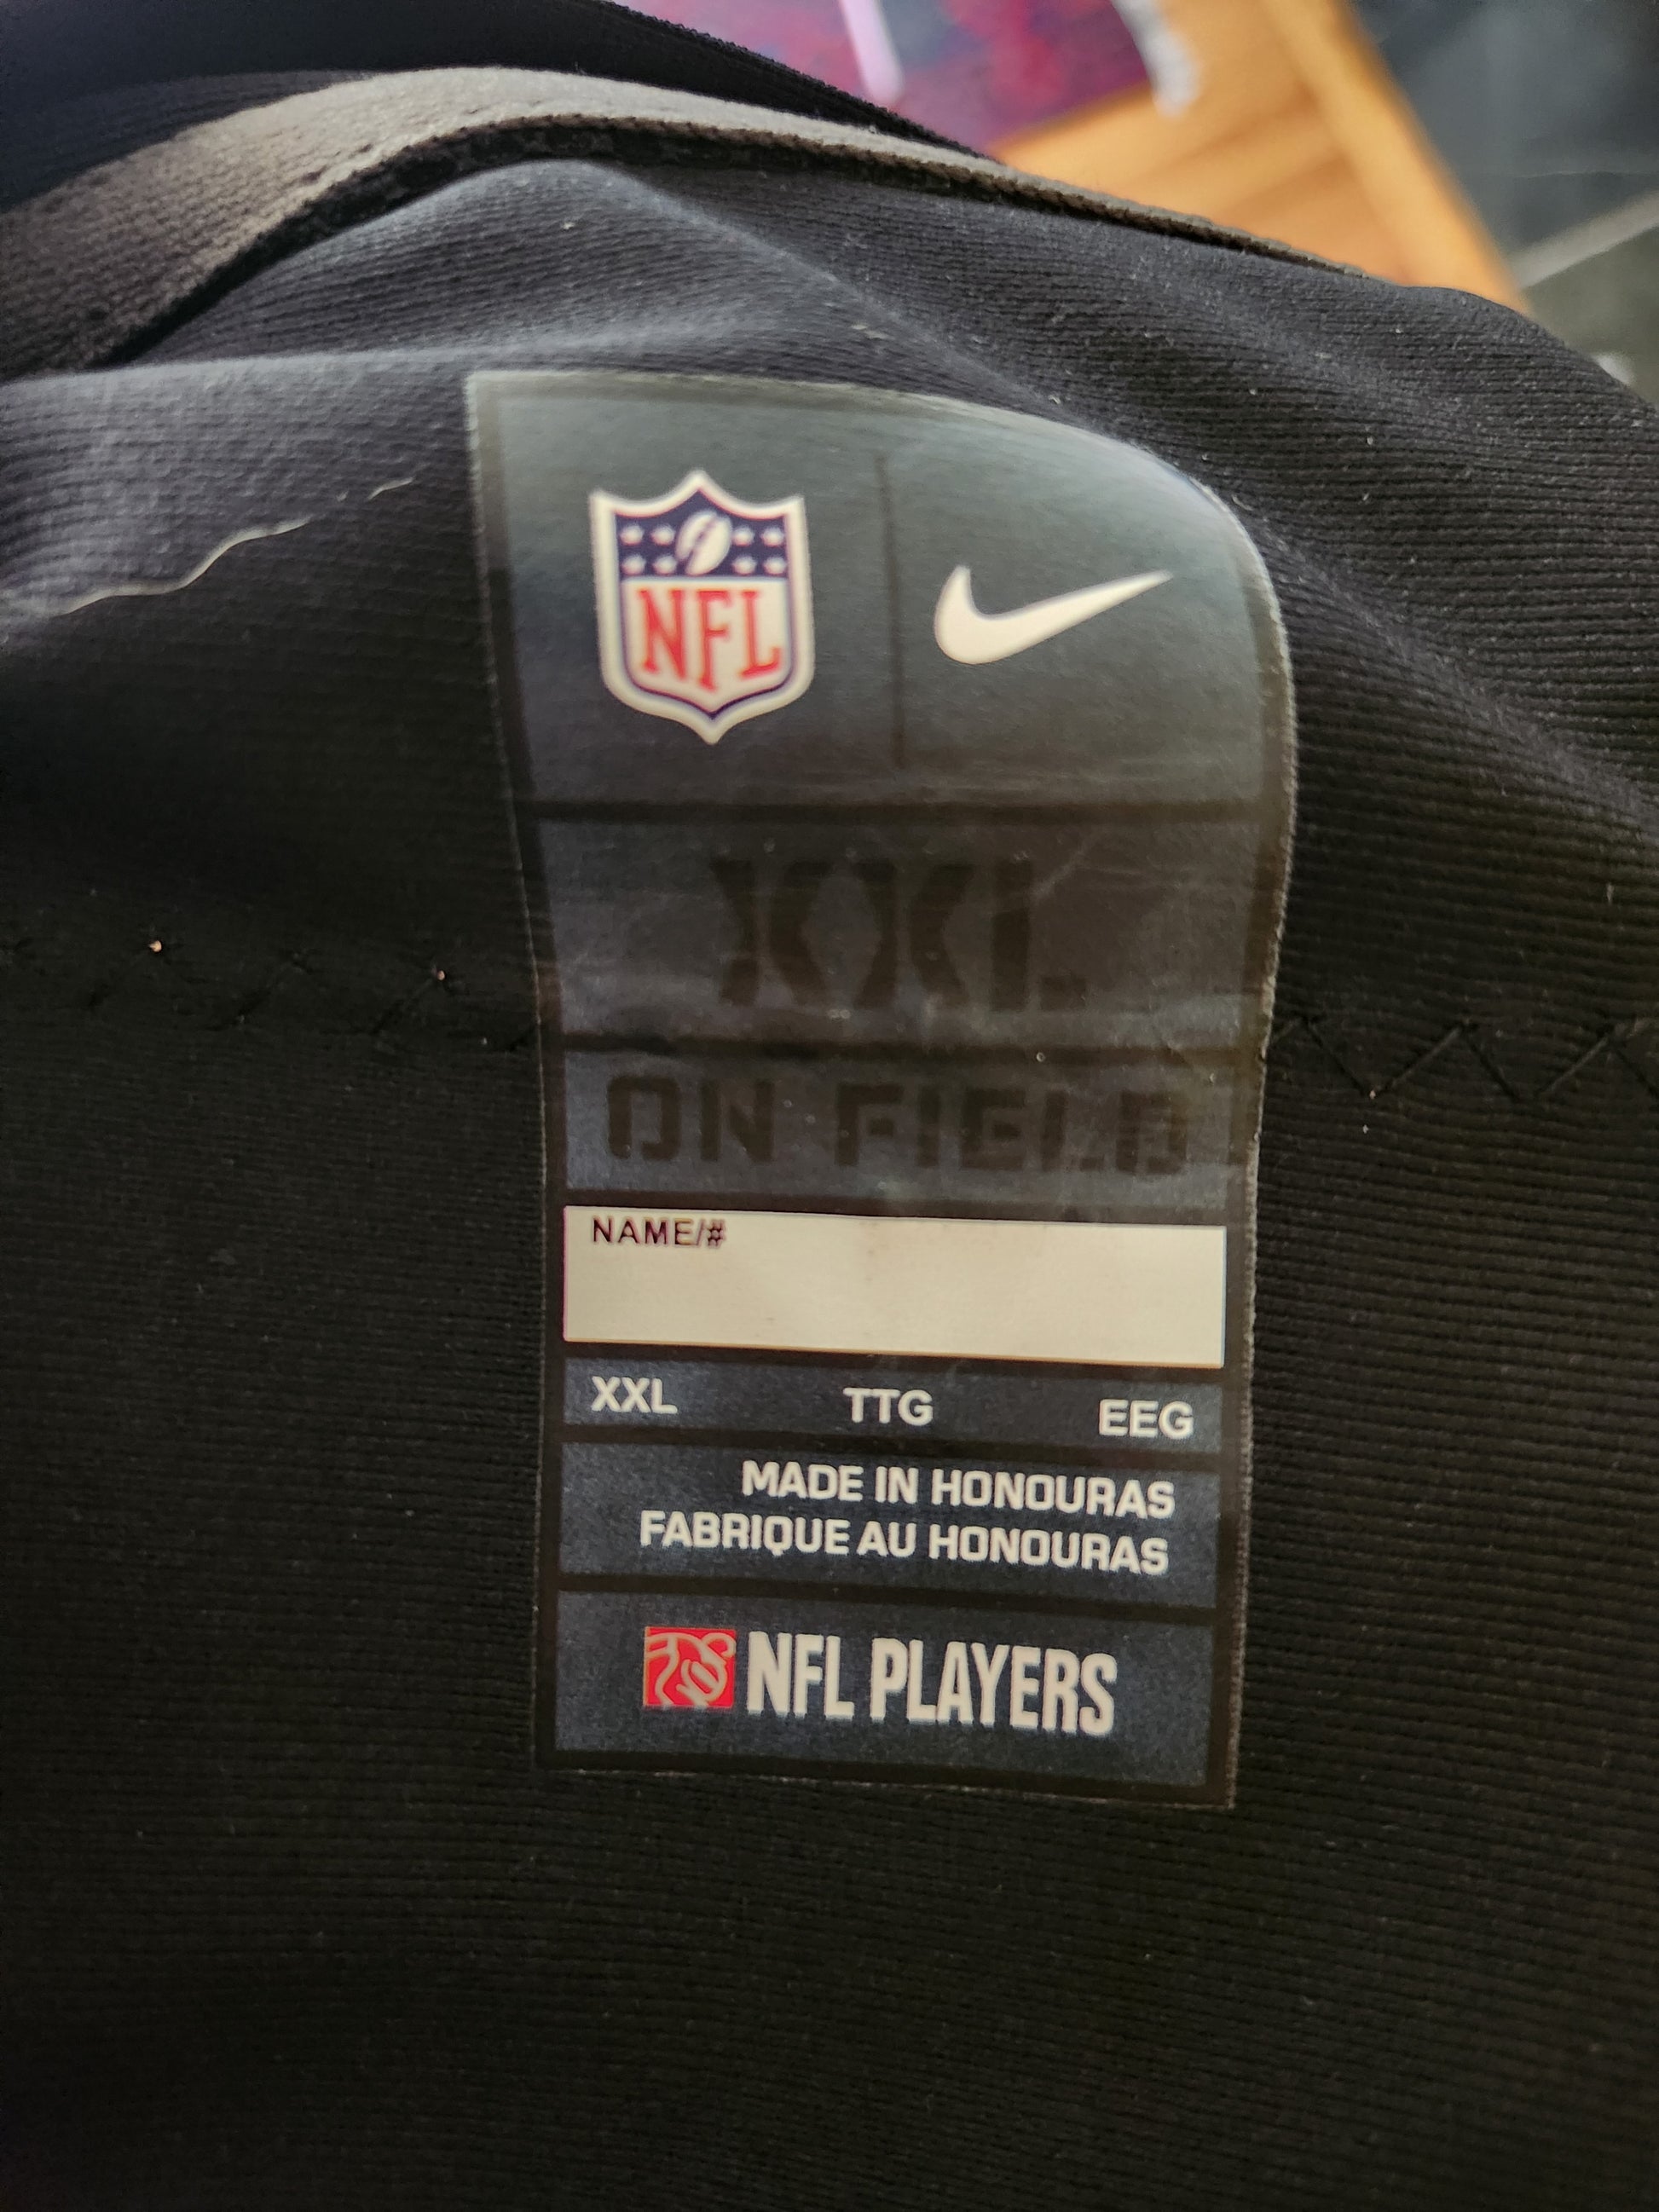 NFL
XXL
ON FIELD
NAME/#
XXL TTG EEG
MADE IN HONOURAS
FABRIQUE AU HONOURAS
NFL PLAYERS